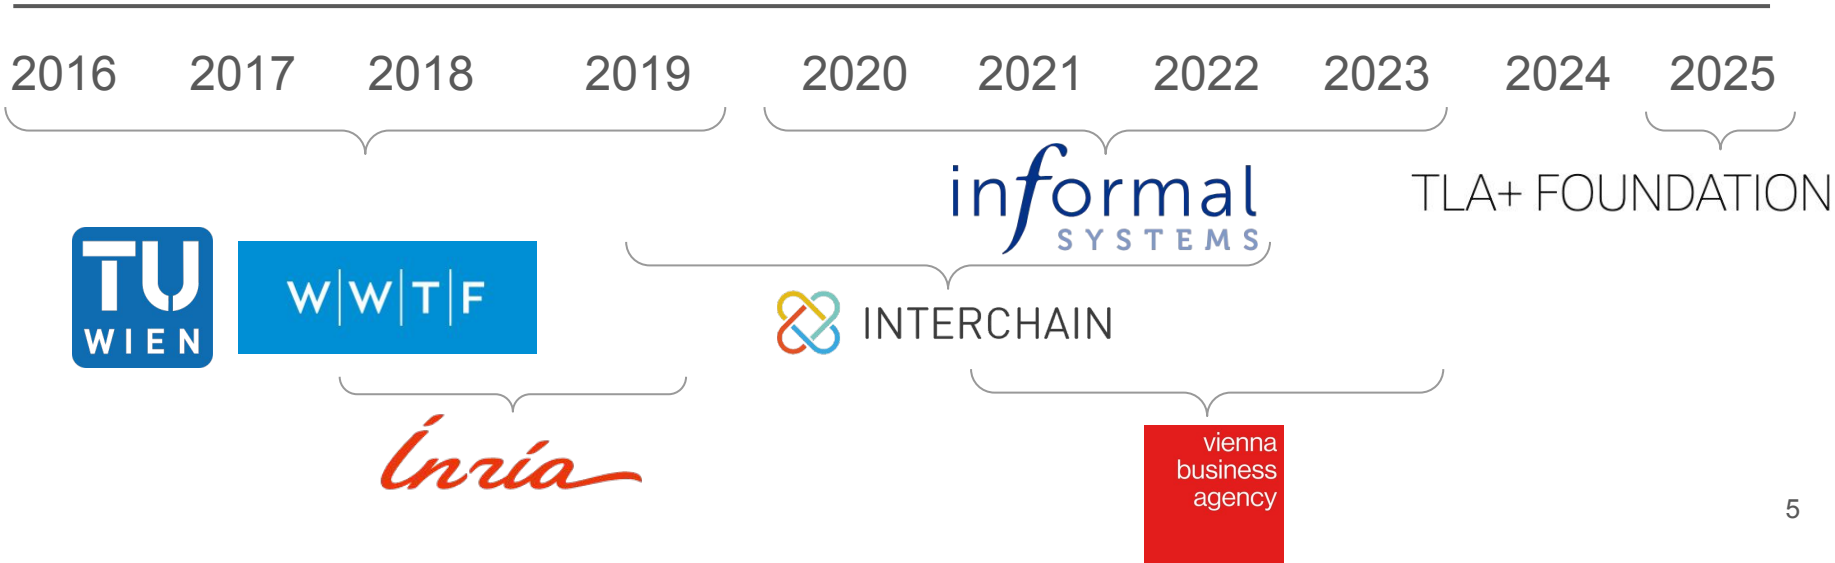 2016 2017 2018 2019 2020 2021 2022 2023 2024 2025
informal
SYSTEMS
TLA+ FOUNDATION
TU
WIEN
W|W|T|F
INTERCHAIN
Inría
vienna
business
agency
5